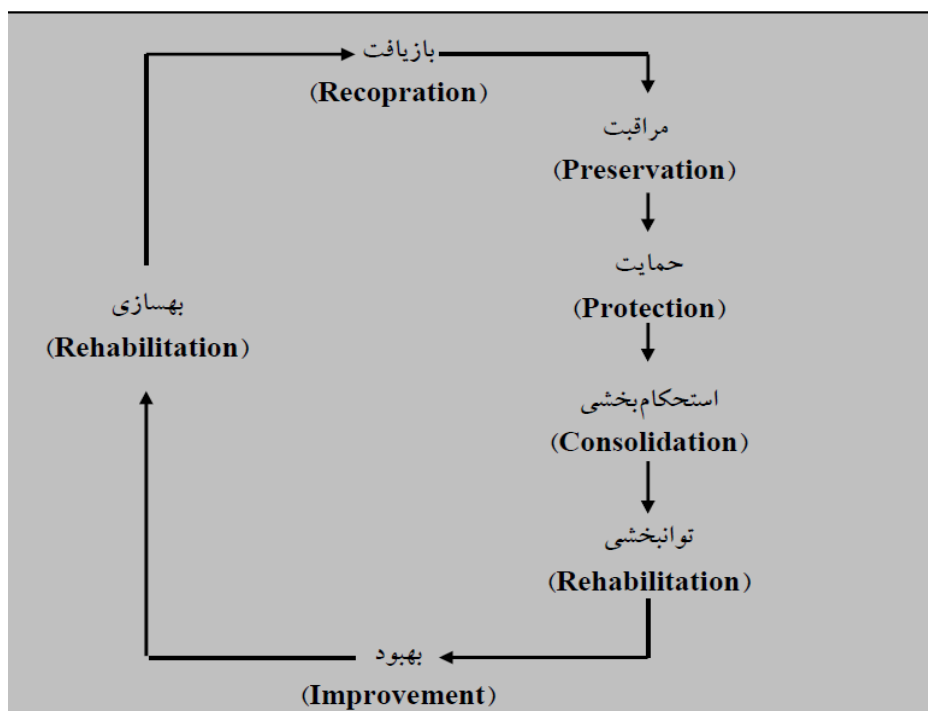 بازیافت
(Recopration)
مراقبت
(Preservation)
حمایت
(Protection)
استحکام‌بخشی
(Consolidation)
توانبخشی
(Rehabilitation)
بهبود
(Improvement)
بهسازی
(Rehabilitation)